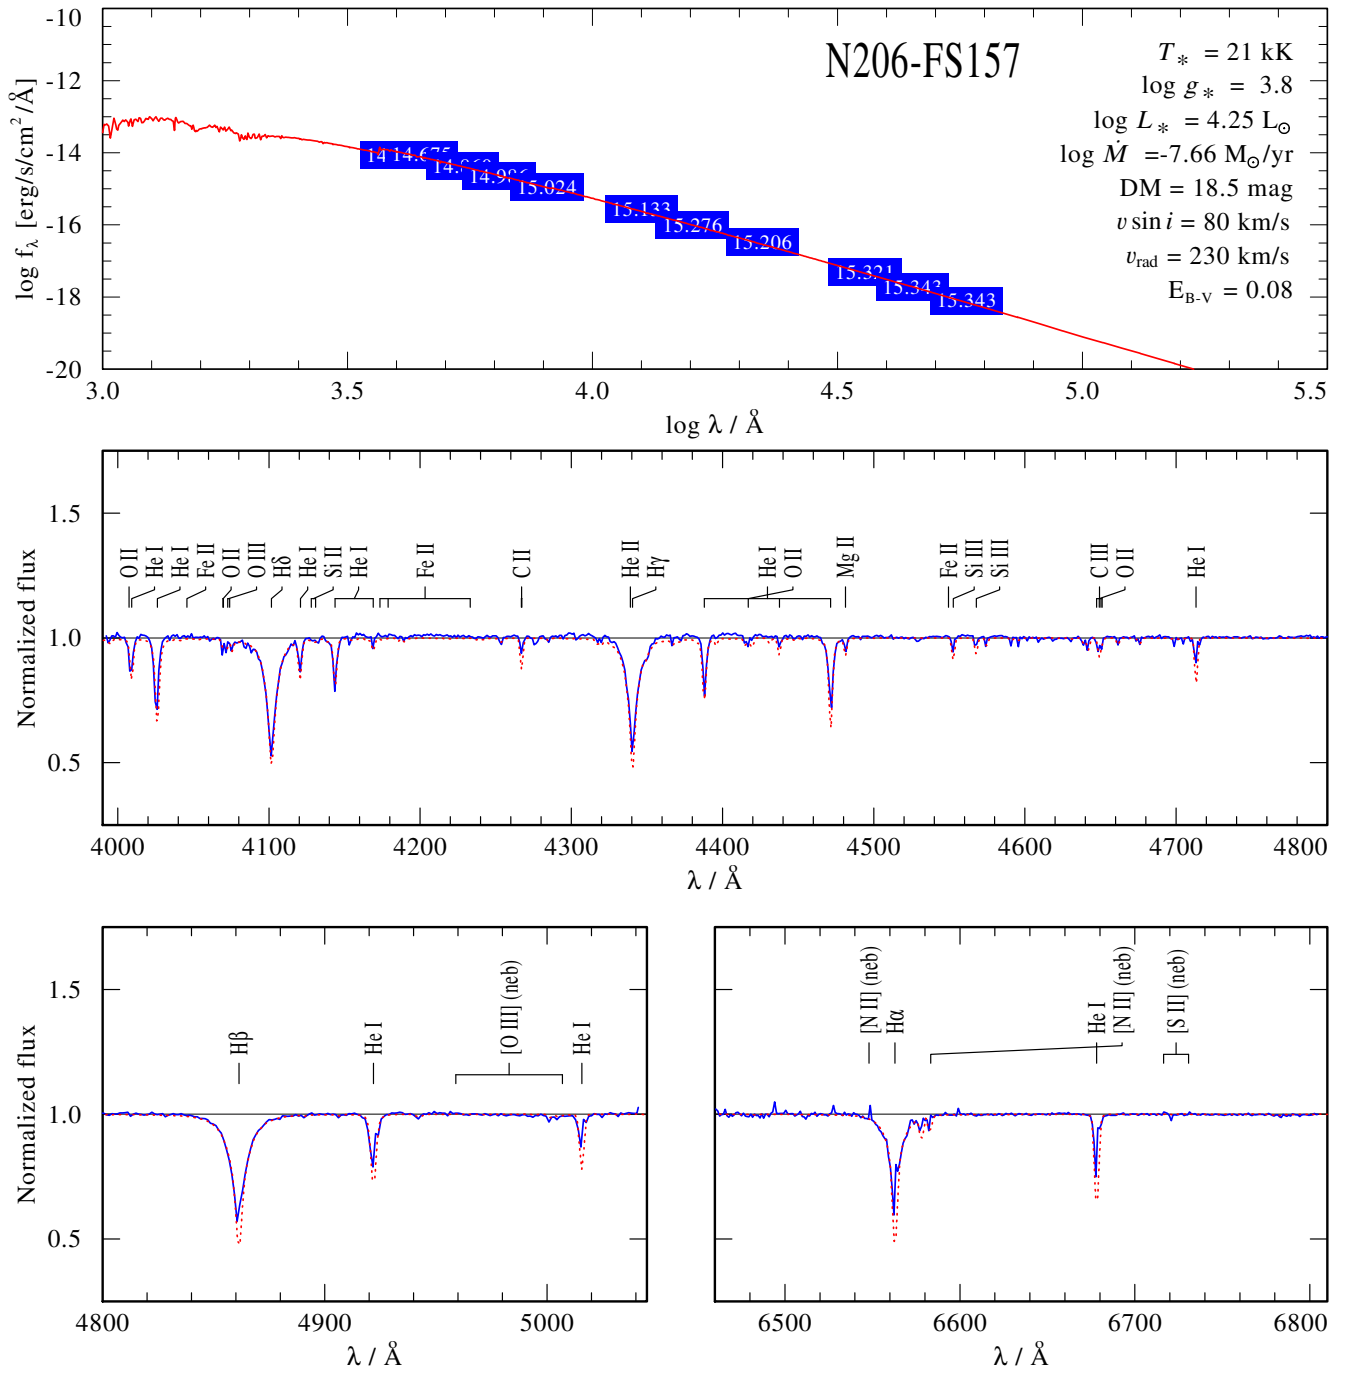 N206-FS157
T* = 21 kK
log g* = 3.8
log L* = 4.25 L⊙
log Ṁ =-7.66 M⊙/yr
DM = 18.5 mag
v sin i = 80 km/s
vrad = 230 km/s
EB-V = 0.08
log fλ [erg/s/cm²/Å]
-10
-12
-14
-16
-18
-20
14.675
14.986
15.024
15.133
15.276
15.206
15.321
15.343
15.343
3.0 3.5 4.0 4.5 5.0 5.5
log λ / Å
Normalized flux
1.5
1.0
0.5
O II He I He I Fe II O II O III Hδ He I Si II He I Fe II C II He II Hγ He I O II Mg II Fe II Si III Si III C III O II He I
4000 4100 4200 4300 4400 4500 4600 4700 4800
λ / Å
Normalized flux
1.5
1.0
0.5
Hβ He I [O III] (neb) He I
4800 4900 5000
λ / Å
[N II] (neb) Hα He I [N II] (neb) [S II] (neb)
6500 6600 6700 6800
λ / Å